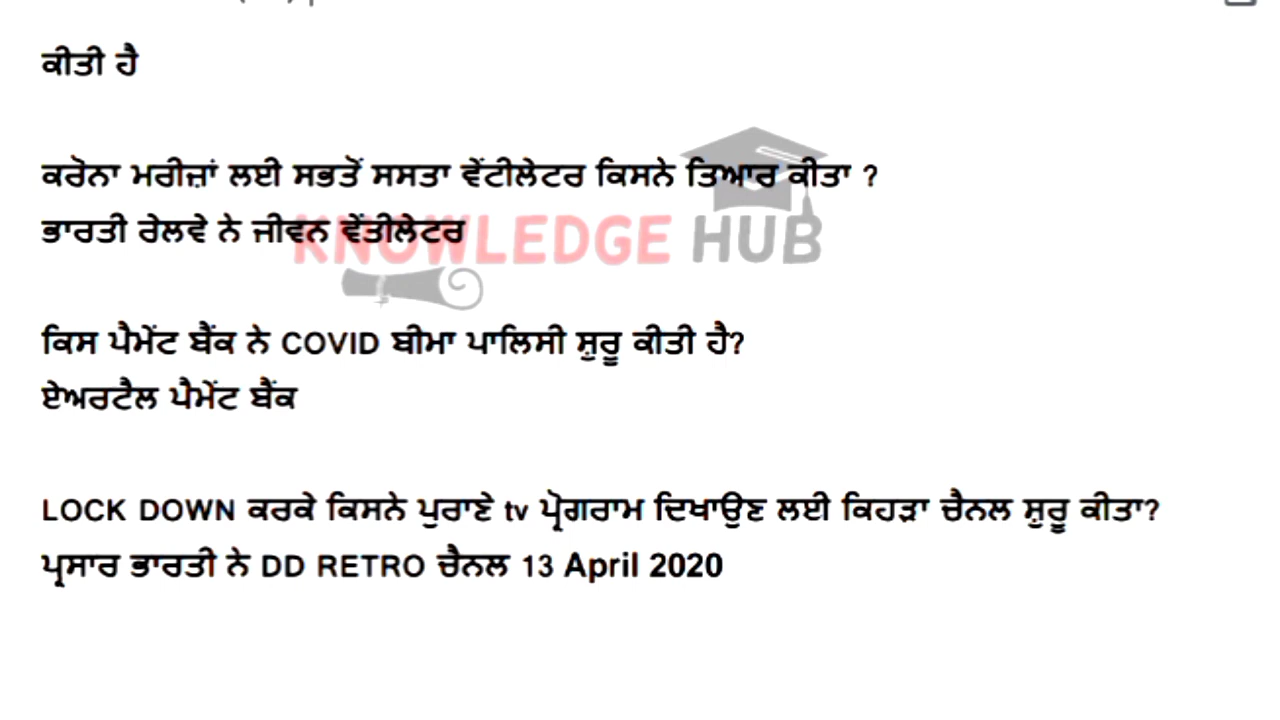 ਕੀਤੀ ਹੈ
ਕਰੋਨਾ ਮਰੀਜ਼ਾਂ ਲਈ ਸਭਤੋਂ ਸਸਤਾ ਵੇਂਟੀਲੇਟਰ ਕਿਸਨੇ ਤਿਆਰ ਕੀਤਾ ?
ਭਾਰਤੀ ਰੇਲਵੇ ਨੇ ਜੀਵਨ ਵੇਂਤੀਲੇਟਰ
KNOWLEDGE HUB
ਕਿਸ ਪੈਮੇਂਟ ਬੈਂਕ ਨੇ COVID ਬੀਮਾ ਪਾਲਿਸੀ ਸ਼ੁਰੂ ਕੀਤੀ ਹੈ?
ਏਅਰਟੈਲ ਪੈਮੇਂਟ ਬੈਂਕ
LOCK DOWN ਕਰਕੇ ਕਿਸਨੇ ਪੁਰਾਣੇ tv ਪ੍ਰੋਗਰਾਮ ਦਿਖਾਉਣ ਲਈ ਕਿਹੜਾ ਚੈਨਲ ਸ਼ੁਰੂ ਕੀਤਾ?
ਪ੍ਰਸਾਰ ਭਾਰਤੀ ਨੇ DD RETRO ਚੈਨਲ 13 April 2020